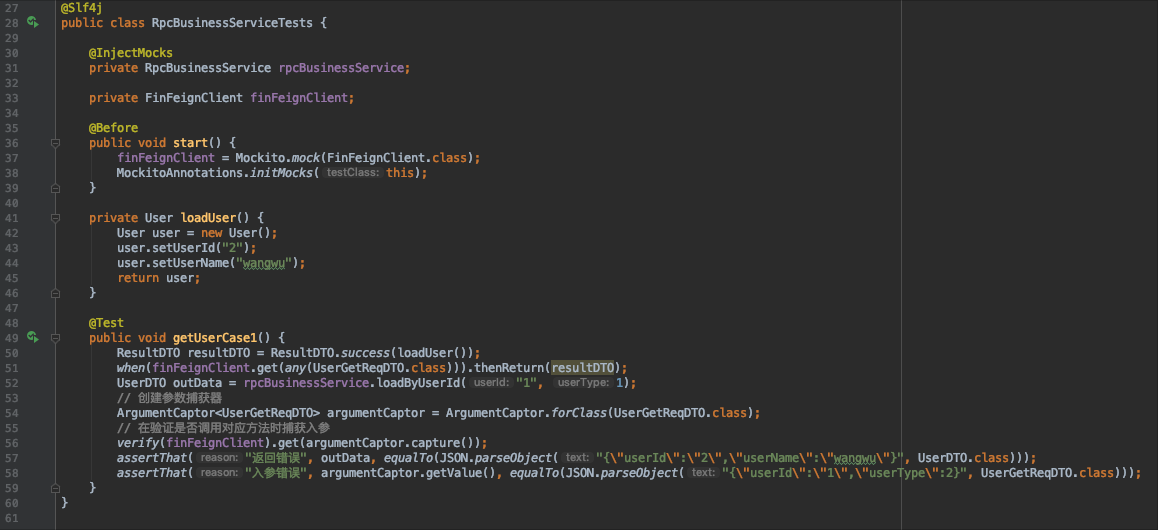 27 @Slf4j
28 public class RpcBusinessServiceTests {
29
30 @InjectMocks
31 private RpcBusinessService rpcBusinessService;
32
33 private FinFeignClient finFeignClient;
34
35 @Before
36 public void start() {
37 finFeignClient = Mockito.mock(FinFeignClient.class);
38 MockitoAnnotations.initMocks( testClass: this);
39 }
40
41 private User loadUser() {
42 User user = new User();
43 user.setUserId("2");
44 user.setUserName("wangwu");
45 return user;
46 }
47
48 @Test
49 public void getUserCase1() {
50 ResultDTO resultDTO = ResultDTO.success(loadUser());
51 when(finFeignClient.get(any(UserGetReqDTO.class))).thenReturn(resultDTO);
52 UserDTO outData = rpcBusinessService.loadByUserId( userId: "1", userType: 1);
53 // 创建参数捕获器
54 ArgumentCaptor<UserGetReqDTO> argumentCaptor = ArgumentCaptor.forClass(UserGetReqDTO.class);
55 // 在验证是否调用对应方法时捕获入参
56 verify(finFeignClient).get(argumentCaptor.capture());
57 assertThat( reason: "返回错误", outData, equalTo(JSON.parseObject( text: "{\"userId\":\"2\",\"userName\":\"wangwu\"}", UserDTO.class)));
58 assertThat( reason: "入参错误", argumentCaptor.getValue(), equalTo(JSON.parseObject( text: "{\"userId\":\"1\",\"userType\":2}", UserGetReqDTO.class)));
59 }
60 }
61